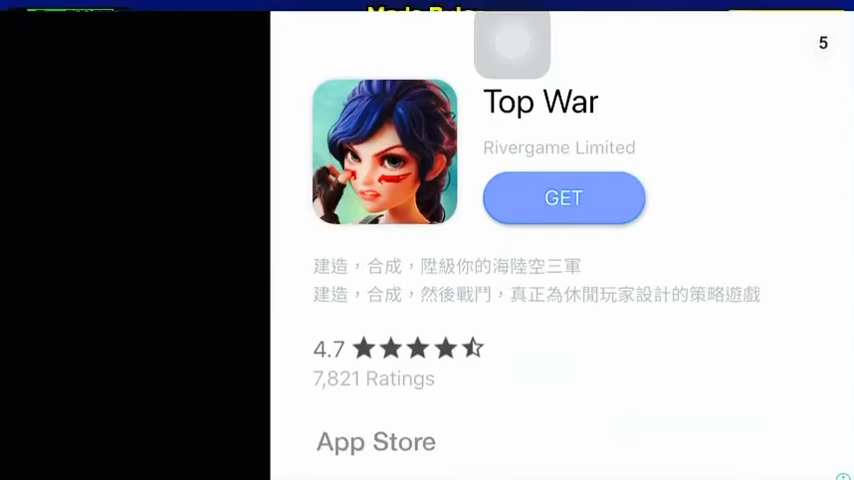 5
Top War
Rivergame Limited
GET
建造，合成，陞級你的海陸空三軍
建造，合成，然後戰鬥，真正為休閒玩家設計的策略遊戲
4.7
7,821 Ratings
App Store